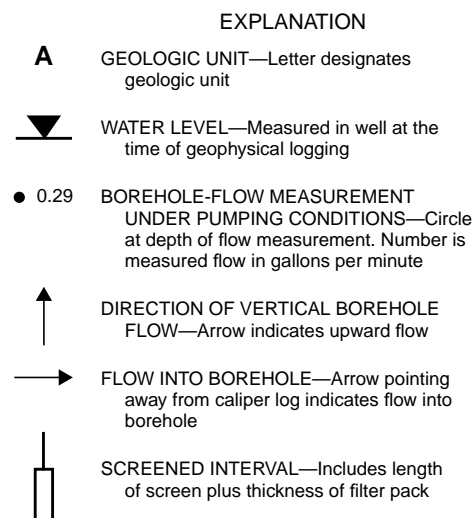 EXPLANATION
A GEOLOGIC UNIT—Letter designates
geologic unit
WATER LEVEL—Measured in well at the
time of geophysical logging
0.29 BOREHOLE-FLOW MEASUREMENT
UNDER PUMPING CONDITIONS—Circle
at depth of flow measurement. Number is
measured flow in gallons per minute
DIRECTION OF VERTICAL BOREHOLE
FLOW—Arrow indicates upward flow
FLOW INTO BOREHOLE—Arrow pointing
away from caliper log indicates flow into
borehole
SCREENED INTERVAL—Includes length
of screen plus thickness of filter pack